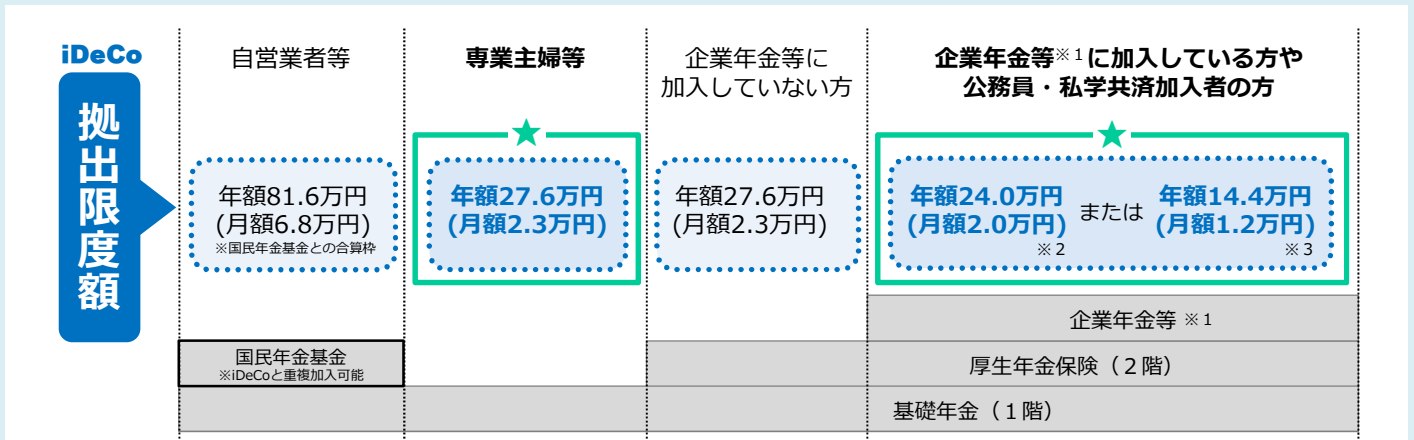 iDeCo
拠出限度額
自営業者等
年額81.6万円
(月額6.8万円)
※国民年金基金との合算枠
専業主婦等
年額27.6万円
(月額2.3万円)
企業年金等に
加入していない方
年額27.6万円
(月額2.3万円)
企業年金等※1に加入している方や
公務員・私学共済加入者の方
年額24.0万円
(月額2.0万円)
※2
または
年額14.4万円
(月額1.2万円)
※3
企業年金等 ※1
国民年金基金
※iDeCoと重複加入可能
厚生年金保険（２階）
基礎年金（１階）